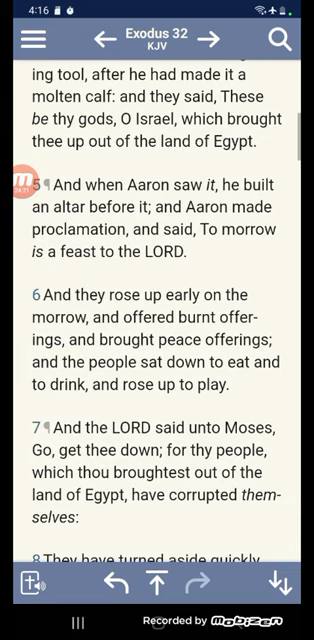 4:16
Exodus 32
KJV
ing tool, after he had made it a
molten calf: and they said, These
be thy gods, O Israel, which brought
thee up out of the land of Egypt.
5 ¶ And when Aaron saw it, he built
an altar before it; and Aaron made
proclamation, and said, To morrow
is a feast to the LORD.
6 And they rose up early on the
morrow, and offered burnt offer-
ings, and brought peace offerings;
and the people sat down to eat and
to drink, and rose up to play.
7 ¶ And the LORD said unto Moses,
Go, get thee down; for thy people,
which thou broughtest out of the
land of Egypt, have corrupted them-
selves:
8 They have turned aside quickly
Recorded by mobizen